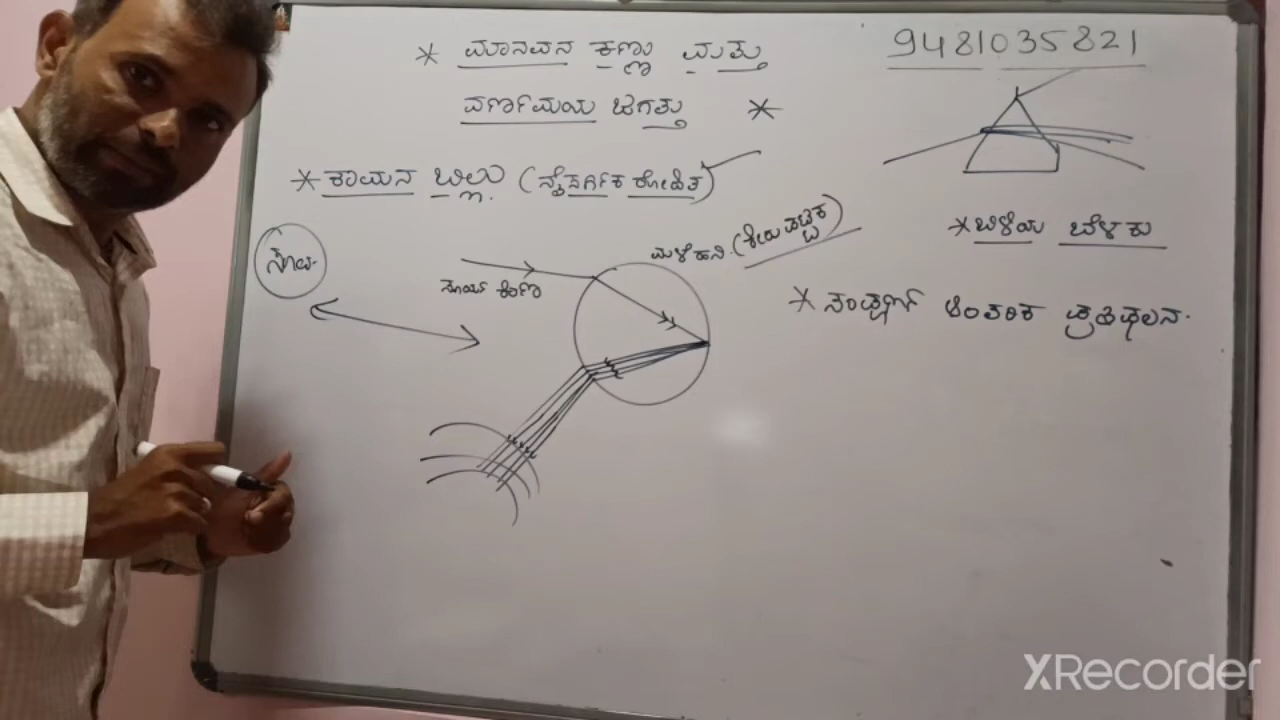 * ಮಾನವನ ಕಣ್ಣು ಮತ್ತು
ವರ್ಣಮಯ ಜಗತ್ತು *
9481035821
* ಕಾಮನ ಬಿಲ್ಲು (ನೈಸರ್ಗಿಕ ರೋಹಿತ)
ಮಳೆಹನಿ.
ಸೂರ್ಯ ಕಿರಣ
* ಬಿಳಿಯ ಬೆಳಕು
* ಸಂಪೂರ್ಣ ಆಂತರಿಕ ಪ್ರತಿಫಲನ.
XRecorder